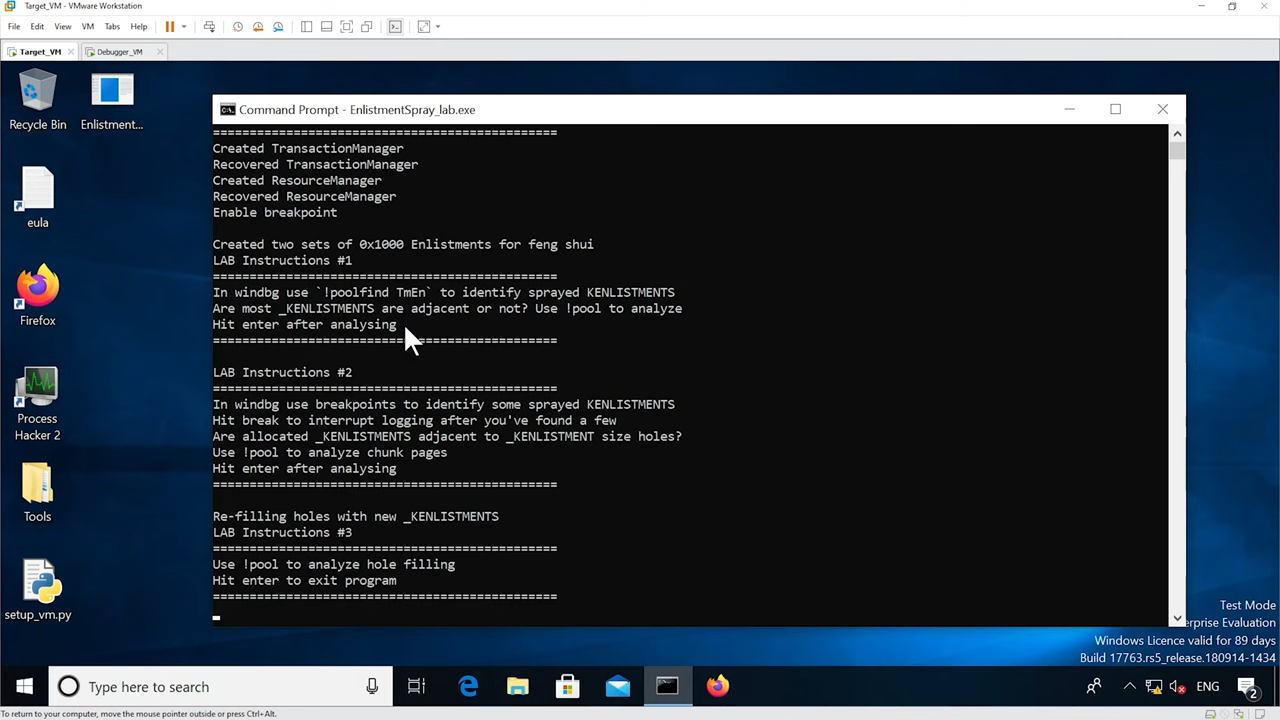 Target_VM - VMware Workstation
File Edit View VM Tabs Help
Target_VM Debugger_VM
Recycle Bin
Enlistment...
eula
Firefox
Process
Hacker 2
Tools
setup_vm.py
Command Prompt - EnlistmentSpray_lab.exe
===============================================
Created TransactionManager
Recovered TransactionManager
Created ResourceManager
Recovered ResourceManager
Enable breakpoint
Created two sets of 0x1000 Enlistments for feng shui
LAB Instructions #1
===============================================
In windbg use `!poolfind TmEn` to identify sprayed KENLISTMENTS
Are most _KENLISTMENTS are adjacent or not? Use !pool to analyze
Hit enter after analysing
===============================================
LAB Instructions #2
===============================================
In windbg use breakpoints to identify some sprayed KENLISTMENTS
Hit break to interrupt logging after you've found a few
Are allocated _KENLISTMENTS adjacent to _KENLISTMENT size holes?
Use !pool to analyze chunk pages
Hit enter after analysing
===============================================
Re-filling holes with new _KENLISTMENTS
LAB Instructions #3
===============================================
Use !pool to analyze hole filling
Hit enter to exit program
===============================================
Test Mode
erprise Evaluation
Windows Licence valid for 89 days
Build 17763.rs5_release.180914-1434
Type here to search
ENG
2
To return to your computer, move the mouse pointer outside or press Ctrl+Alt.